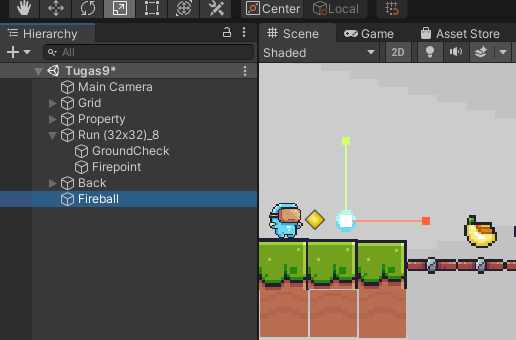 Center
Local
Hierarchy
All
Tugas9*
Main Camera
Grid
Property
Run (32x32)_8
GroundCheck
Firepoint
Back
Fireball
Scene
Game
Asset Store
Shaded
2D